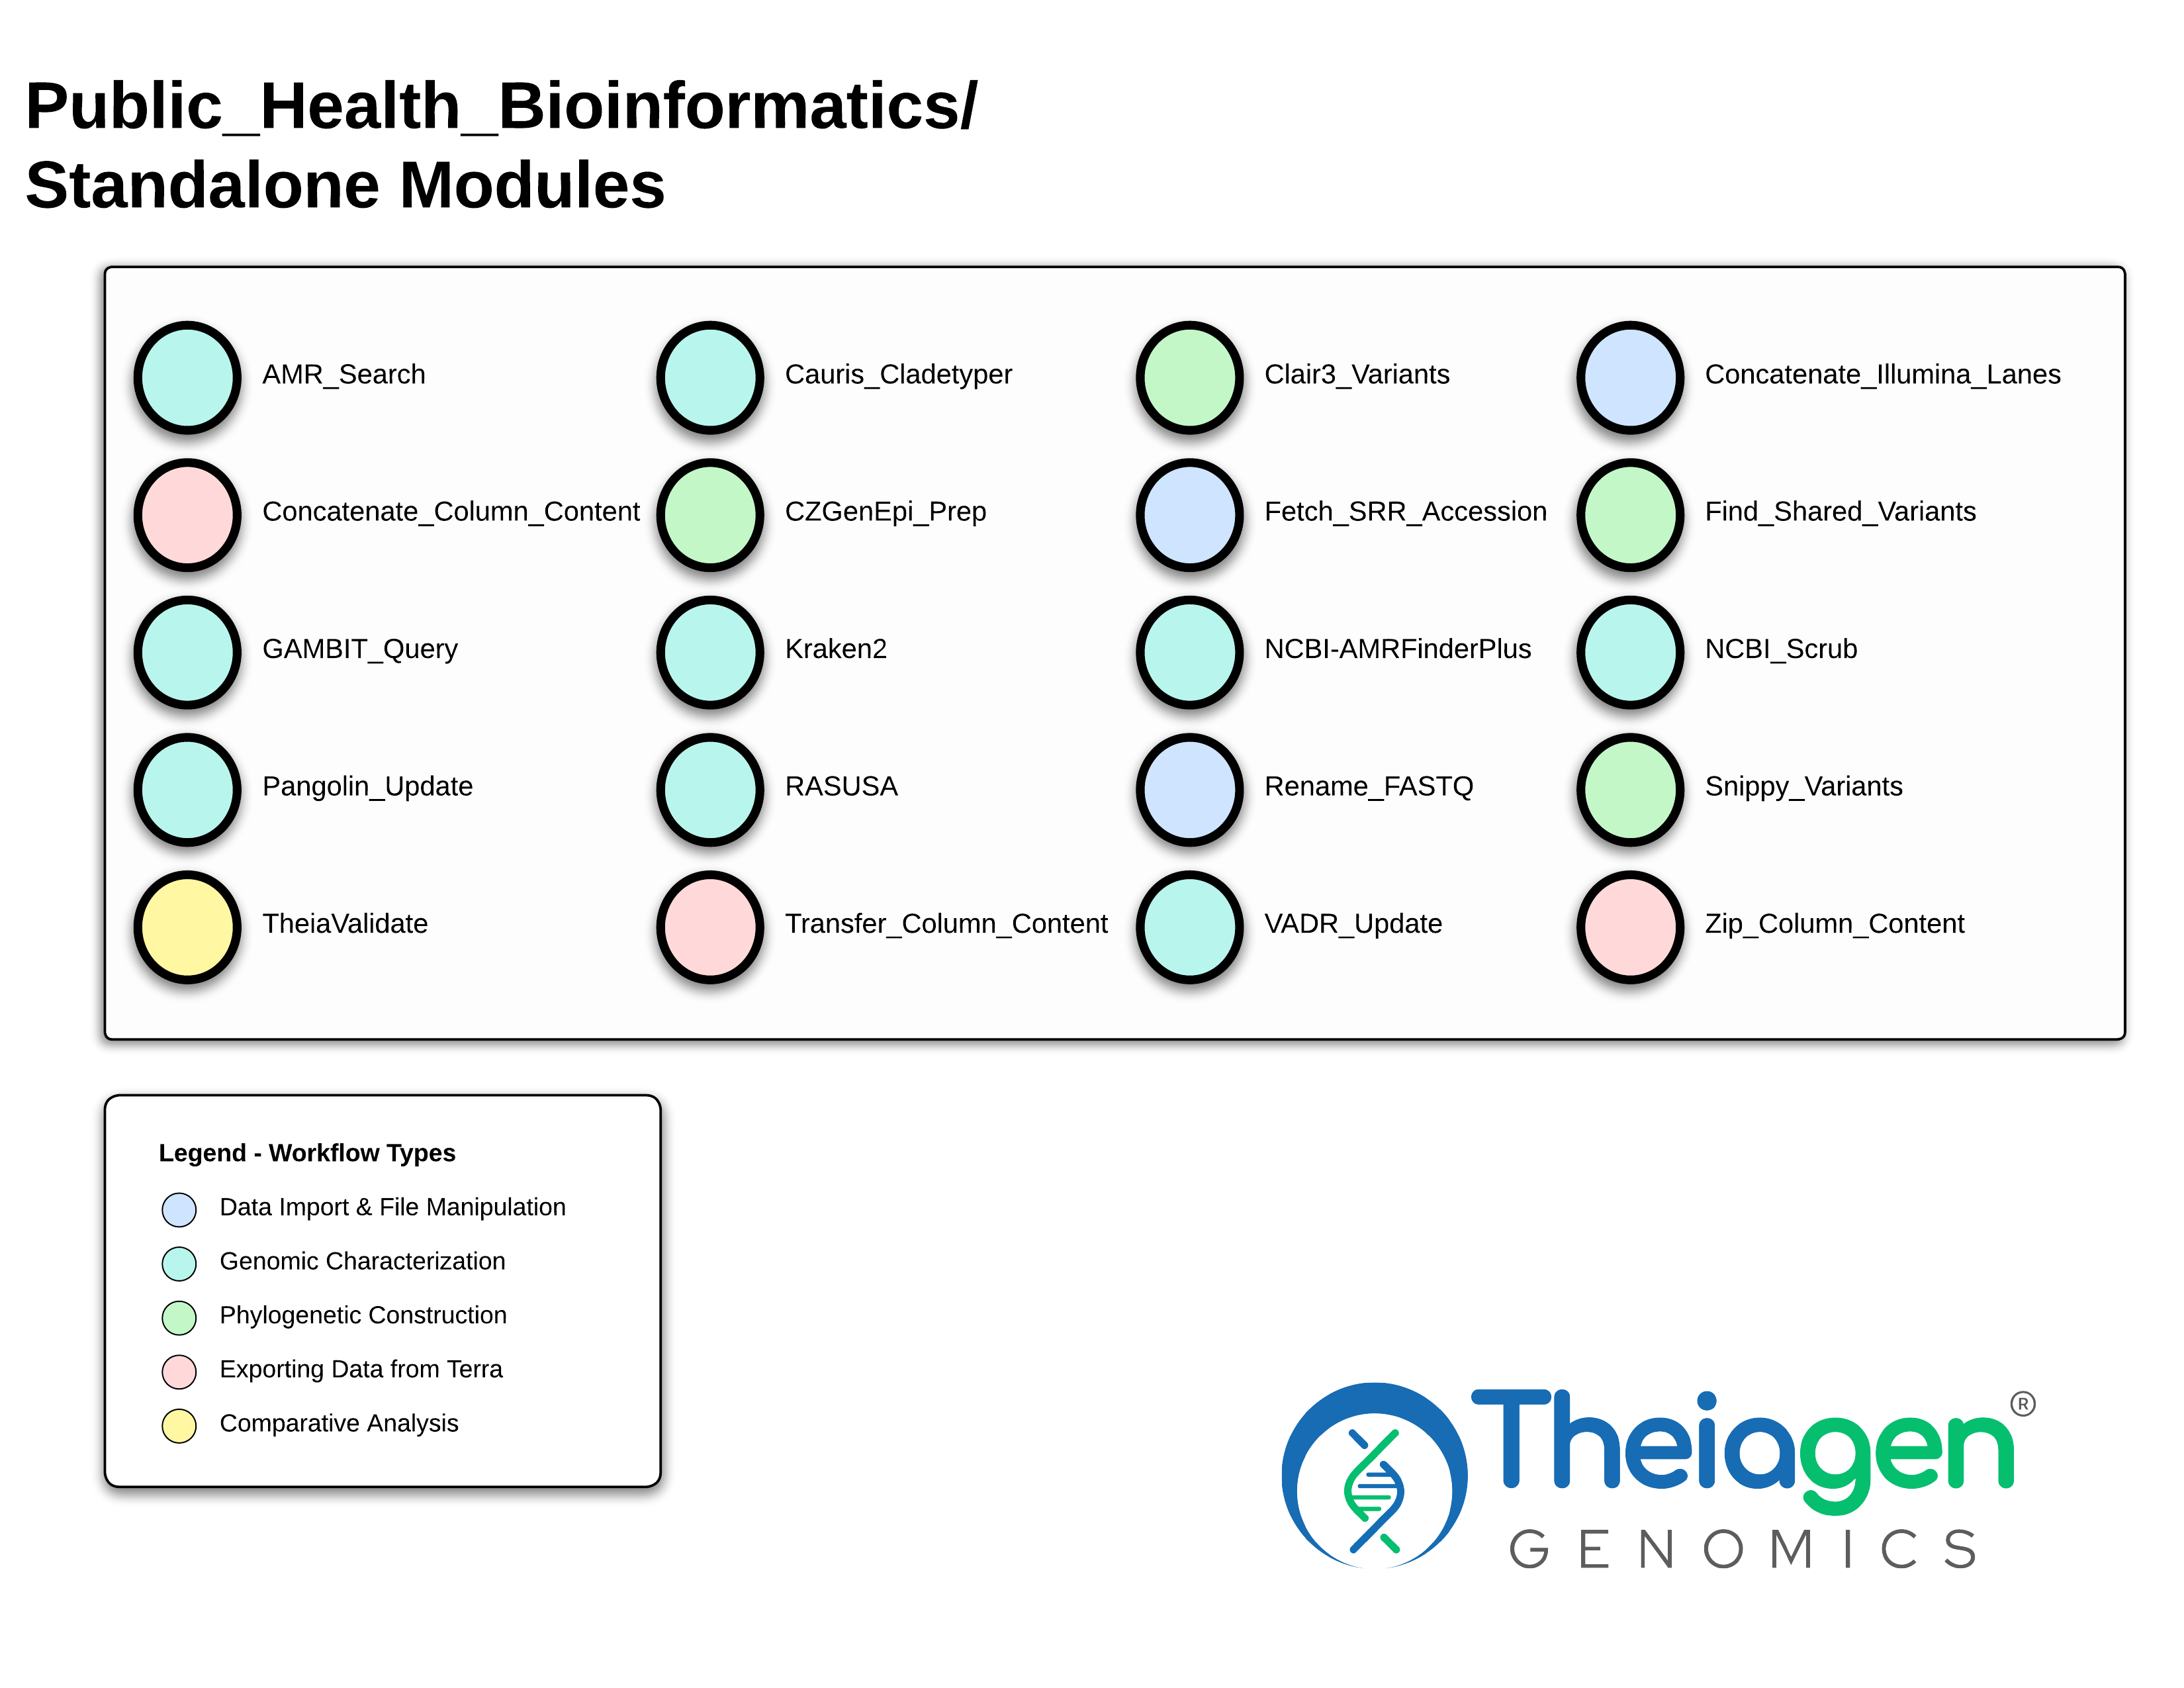 Public_Health_Bioinformatics/
Standalone Modules
AMR_Search
Cauris_Cladetyper
Clair3_Variants
Concatenate_Illumina_Lanes
Concatenate_Column_Content
CZGenEpi_Prep
Fetch_SRR_Accession
Find_Shared_Variants
GAMBIT_Query
Kraken2
NCBI-AMRFinderPlus
NCBI_Scrub
Pangolin_Update
RASUSA
Rename_FASTQ
Snippy_Variants
TheiaValidate
Transfer_Column_Content
VADR_Update
Zip_Column_Content
Legend - Workflow Types
Data Import & File Manipulation
Genomic Characterization
Phylogenetic Construction
Exporting Data from Terra
Comparative Analysis
Theiagen®
GENOMICS